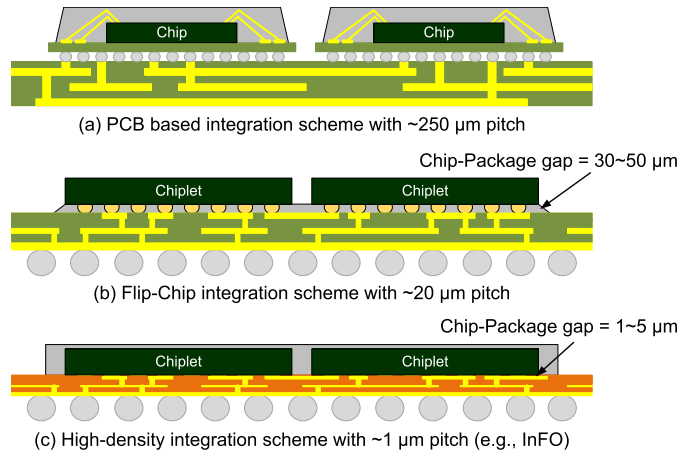 Chip Chip
(a) PCB based integration scheme with ~250 μm pitch
Chip-Package gap = 30~50 μm
Chiplet Chiplet
(b) Flip-Chip integration scheme with ~20 μm pitch
Chip-Package gap = 1~5 μm
Chiplet Chiplet
(c) High-density integration scheme with ~1 μm pitch (e.g., InFO)